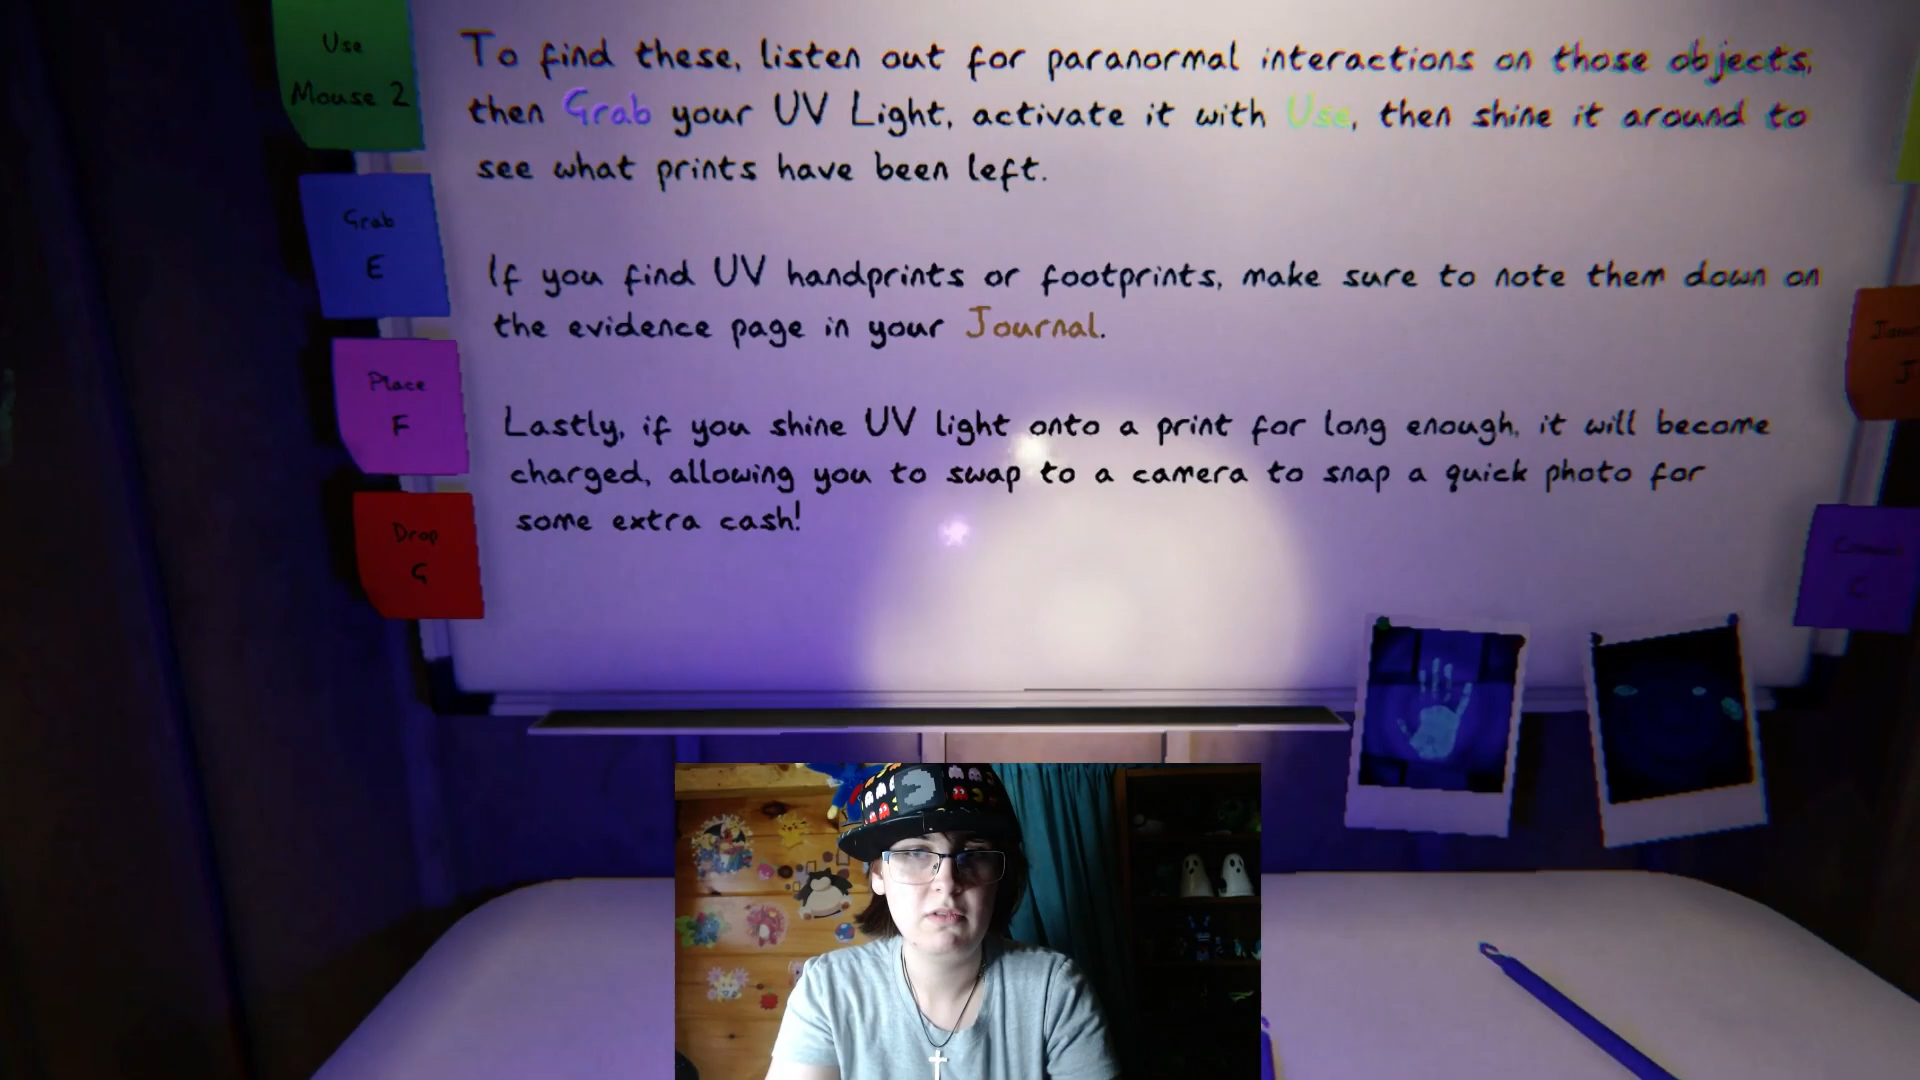 Use
Mouse 2
Grab
E
Place
F
Drop
G
To find these, listen out for paranormal interactions on those objects,
then Grab your UV Light, activate it with Use, then shine it around to
see what prints have been left.
If you find UV handprints or footprints, make sure to note them down on
the evidence page in your Journal.
Lastly, if you shine UV light onto a print for long enough, it will become
charged, allowing you to swap to a camera to snap a quick photo for
some extra cash!
J
C